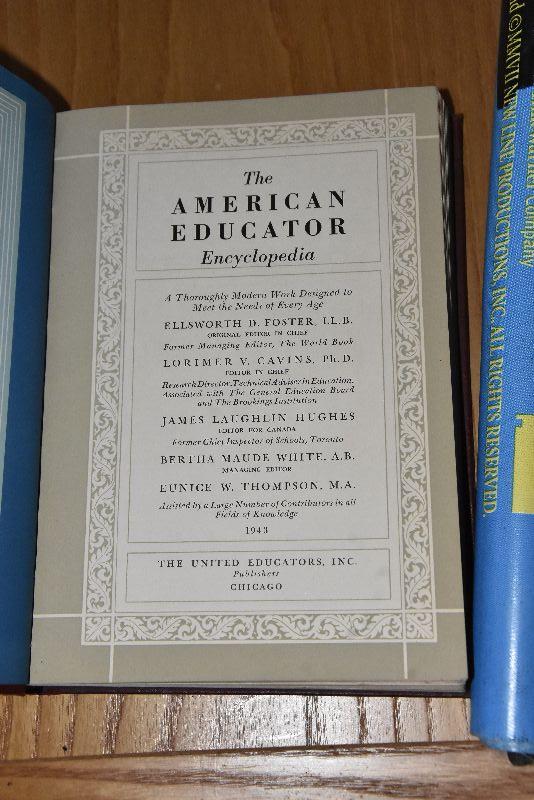 The
AMERICAN
EDUCATOR
Encyclopedia
A Thoroughly Modern Work Designed to
Meet the Needs of Every Age
ELLSWORTH D. FOSTER, LL.B.
ORIGINAL EDITOR IN CHIEF
Former Managing Editor, The World Book
LORIMER V. CAVINS, Ph.D.
EDITOR IN CHIEF
Research Director, Technical Adviser in Education,
Associated with The General Education Board
and The Brookings Institution
JAMES LAUGHLIN HUGHES
EDITOR FOR CANADA
Former Chief Inspector of Schools, Toronto
BERTHA MAUDE WHITE, A.B.
MANAGING EDITOR
EUNICE W. THOMPSON, M.A.
Assisted by a Large Number of Contributors in all
Fields of Knowledge
1943
THE UNITED EDUCATORS, INC.
Publishers
CHICAGO
© MMVII NEW LINE PRODUCTIONS, INC. ALL RIGHTS RESERVED.
Company